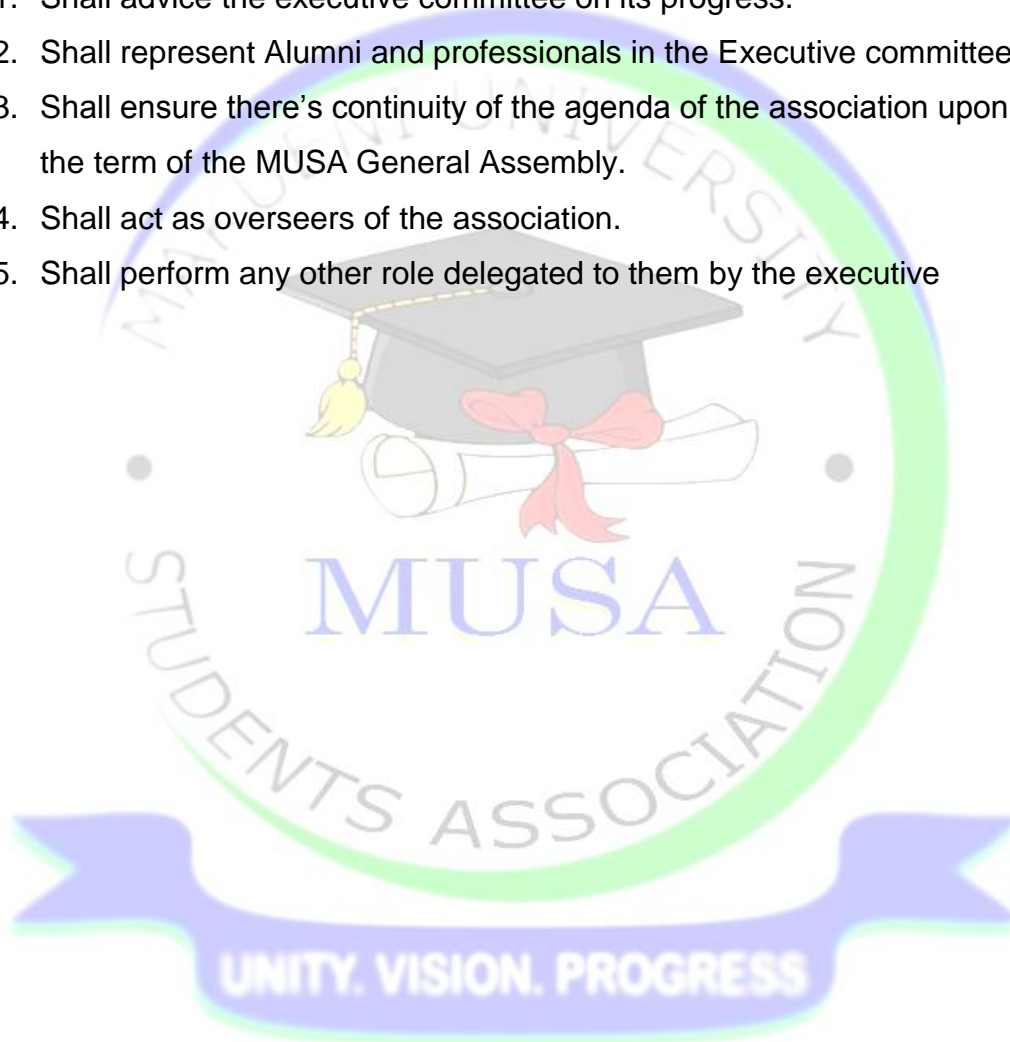 1. Shall advice the executive committee on its progress.
2. Shall represent Alumni and professionals in the Executive committee
3. Shall ensure there's continuity of the agenda of the association upon
the term of the MUSA General Assembly.
4. Shall act as overseers of the association.
5. Shall perform any other role delegated to them by the executive
MAKUENI UNIVERSITY
MUSA
STUDENTS ASSOCIATION
UNITY. VISION. PROGRESS